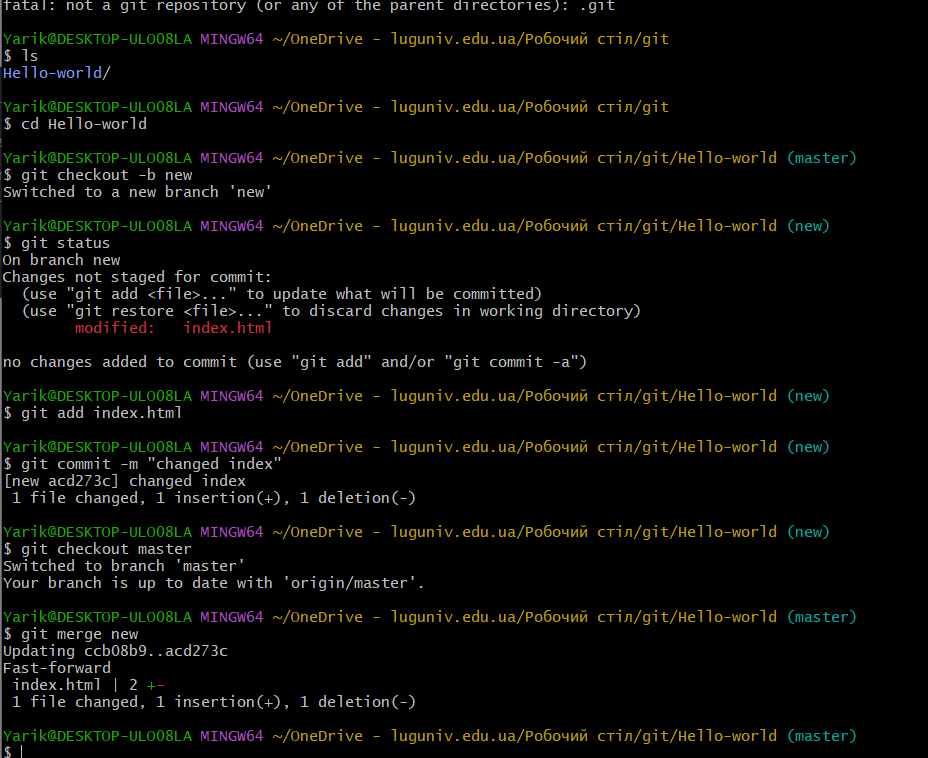 fatal: not a git repository (or any of the parent directories): .git
Yarik@DESKTOP-ULO08LA MINGW64 ~/OneDrive - luguniv.edu.ua/Робочий стіл/git
$ ls
Hello-world/
Yarik@DESKTOP-ULO08LA MINGW64 ~/OneDrive - luguniv.edu.ua/Робочий стіл/git
$ cd Hello-world
Yarik@DESKTOP-ULO08LA MINGW64 ~/OneDrive - luguniv.edu.ua/Робочий стіл/git/Hello-world (master)
$ git checkout -b new
Switched to a new branch 'new'
Yarik@DESKTOP-ULO08LA MINGW64 ~/OneDrive - luguniv.edu.ua/Робочий стіл/git/Hello-world (new)
$ git status
On branch new
Changes not staged for commit:
  (use "git add <file>..." to update what will be committed)
  (use "git restore <file>..." to discard changes in working directory)
        modified:   index.html
no changes added to commit (use "git add" and/or "git commit -a")
Yarik@DESKTOP-ULO08LA MINGW64 ~/OneDrive - luguniv.edu.ua/Робочий стіл/git/Hello-world (new)
$ git add index.html
Yarik@DESKTOP-ULO08LA MINGW64 ~/OneDrive - luguniv.edu.ua/Робочий стіл/git/Hello-world (new)
$ git commit -m "changed index"
[new acd273c] changed index
 1 file changed, 1 insertion(+), 1 deletion(-)
Yarik@DESKTOP-ULO08LA MINGW64 ~/OneDrive - luguniv.edu.ua/Робочий стіл/git/Hello-world (new)
$ git checkout master
Switched to branch 'master'
Your branch is up to date with 'origin/master'.
Yarik@DESKTOP-ULO08LA MINGW64 ~/OneDrive - luguniv.edu.ua/Робочий стіл/git/Hello-world (master)
$ git merge new
Updating ccb08b9..acd273c
Fast-forward
 index.html | 2 +-
 1 file changed, 1 insertion(+), 1 deletion(-)
Yarik@DESKTOP-ULO08LA MINGW64 ~/OneDrive - luguniv.edu.ua/Робочий стіл/git/Hello-world (master)
$